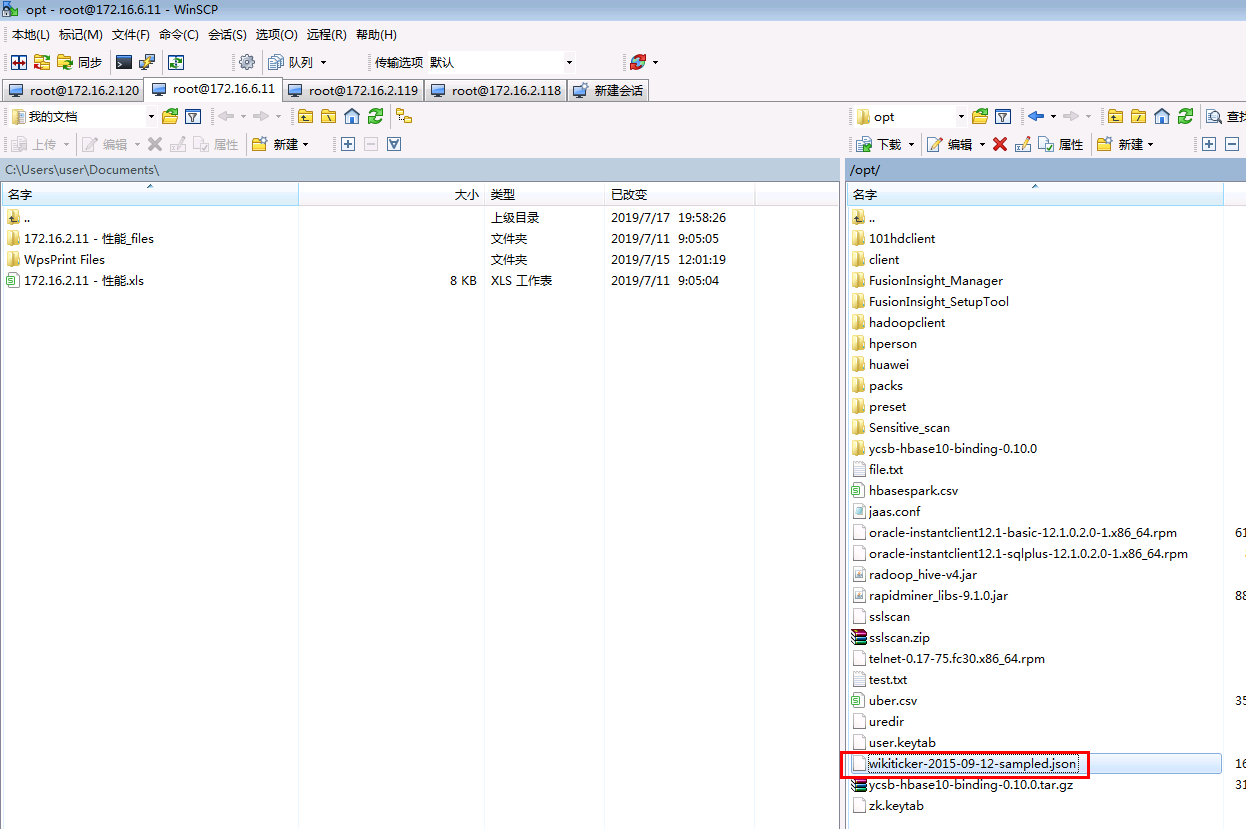 opt - root@172.16.6.11 - WinSCP
本地(L) 标记(M) 文件(F) 命令(C) 会话(S) 选项(O) 远程(R) 帮助(H)
同步 队列 传输选项 默认
root@172.16.2.120 root@172.16.6.11 root@172.16.2.119 root@172.16.2.118 新建会话
我的文档 opt 查找
上传 编辑 属性 新建 下载 编辑 属性 新建
C:\Users\user\Documents\ /opt/
名字 大小 类型 已改变 名字
.. 上级目录 2019/7/17 19:58:26 ..
172.16.2.11 - 性能_files 文件夹 2019/7/11 9:05:05 101hdclient
WpsPrint Files 文件夹 2019/7/15 12:01:19 client
172.16.2.11 - 性能.xls 8 KB XLS 工作表 2019/7/11 9:05:04 FusionInsight_Manager
FusionInsight_SetupTool
hadoopclient
hperson
huawei
packs
preset
Sensitive_scan
ycsb-hbase10-binding-0.10.0
file.txt
hbasespark.csv
jaas.conf
oracle-instantclient12.1-basic-12.1.0.2.0-1.x86_64.rpm 61
oracle-instantclient12.1-sqlplus-12.1.0.2.0-1.x86_64.rpm
radoop_hive-v4.jar
rapidminer_libs-9.1.0.jar 88
sslscan
sslscan.zip
telnet-0.17-75.fc30.x86_64.rpm
test.txt
uber.csv 35
uredir
user.keytab
wikiticker-2015-09-12-sampled.json 16
ycsb-hbase10-binding-0.10.0.tar.gz 31
zk.keytab